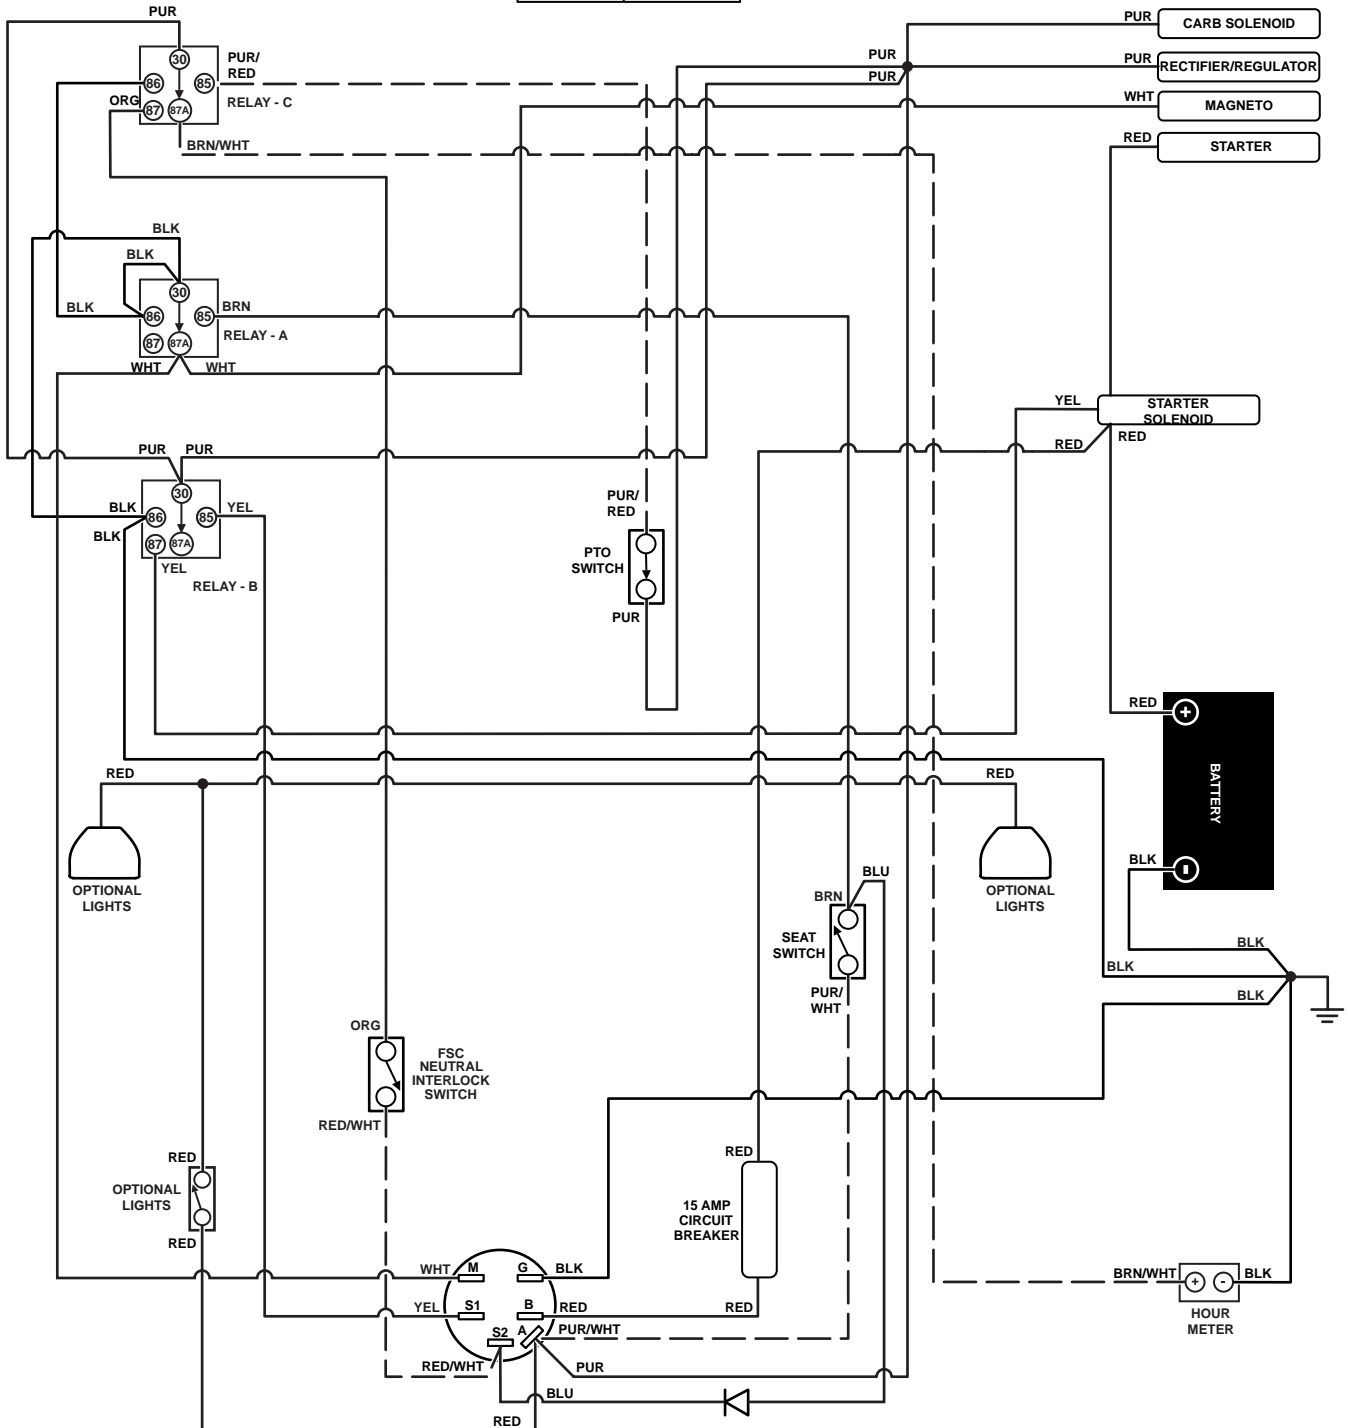 PUR
PUR
CARB SOLENOID
PUR
PUR
RECTIFIER/REGULATOR
PUR
WHT
MAGNETO
RED
STARTER
30
PUR/
RED
86
85
ORG
87
87A
RELAY - C
BRN/WHT
BLK
BLK
30
BLK
86
85
BRN
87
87A
RELAY - A
WHT
WHT
YEL
STARTER
SOLENOID
RED
RED
PUR
PUR
30
BLK
86
85
YEL
BLK
87
87A
YEL
RELAY - B
PUR/
RED
PTO
SWITCH
PUR
RED
+
BATTERY
-
BLK
RED
RED
OPTIONAL
LIGHTS
OPTIONAL
LIGHTS
BLU
BRN
SEAT
SWITCH
PUR/
WHT
BLK
BLK
BLK
ORG
FSC
NEUTRAL
INTERLOCK
SWITCH
RED/WHT
RED
OPTIONAL
LIGHTS
RED
RED
15 AMP
CIRCUIT
BREAKER
RED
WHT
M
G
BLK
YEL
S1
B
RED
S2
A
PUR/WHT
RED/WHT
PUR
BLU
RED
BRN/WHT
+
-
BLK
HOUR
METER